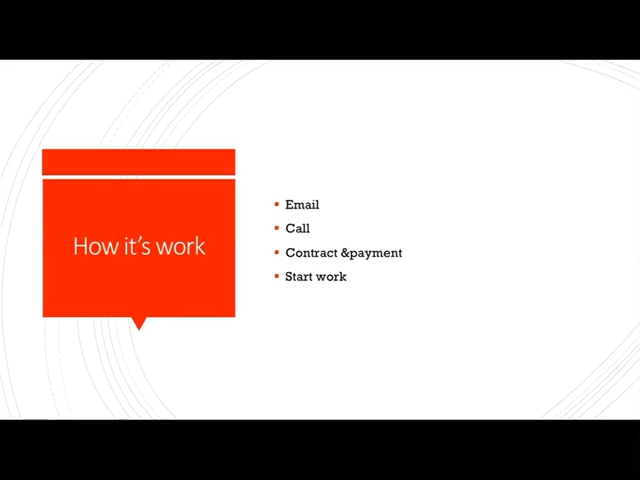 How it's work
Email
Call
Contract &payment
Start work